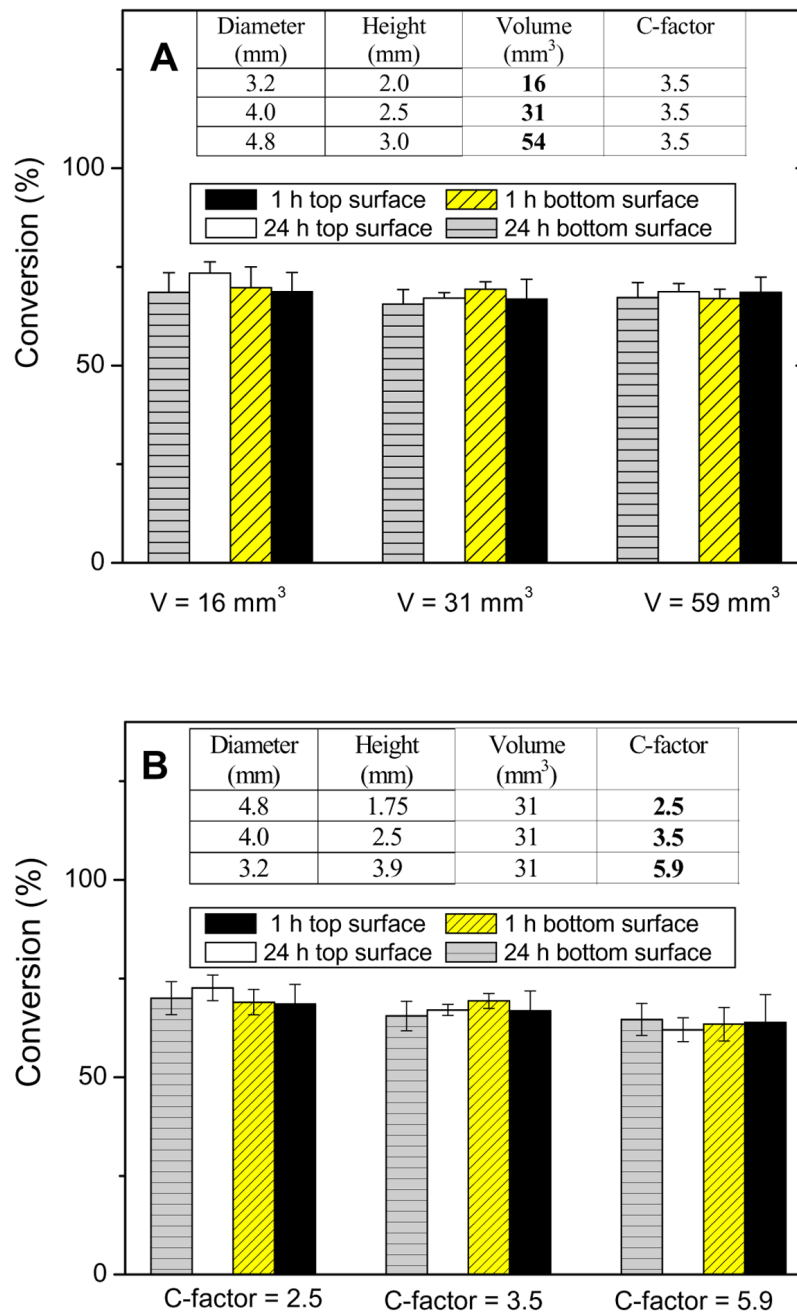 A
Diameter Height Volume C-factor
(mm) (mm) (mm³)
3.2 2.0 16 3.5
4.0 2.5 31 3.5
4.8 3.0 54 3.5
100
1 h top surface 1 h bottom surface
24 h top surface 24 h bottom surface
Conversion (%)
50
0
V = 16 mm³ V = 31 mm³ V = 59 mm³
B
Diameter Height Volume C-factor
(mm) (mm) (mm³)
4.8 1.75 31 2.5
4.0 2.5 31 3.5
3.2 3.9 31 5.9
100
1 h top surface 1 h bottom surface
24 h top surface 24 h bottom surface
Conversion (%)
50
0
C-factor = 2.5 C-factor = 3.5 C-factor = 5.9